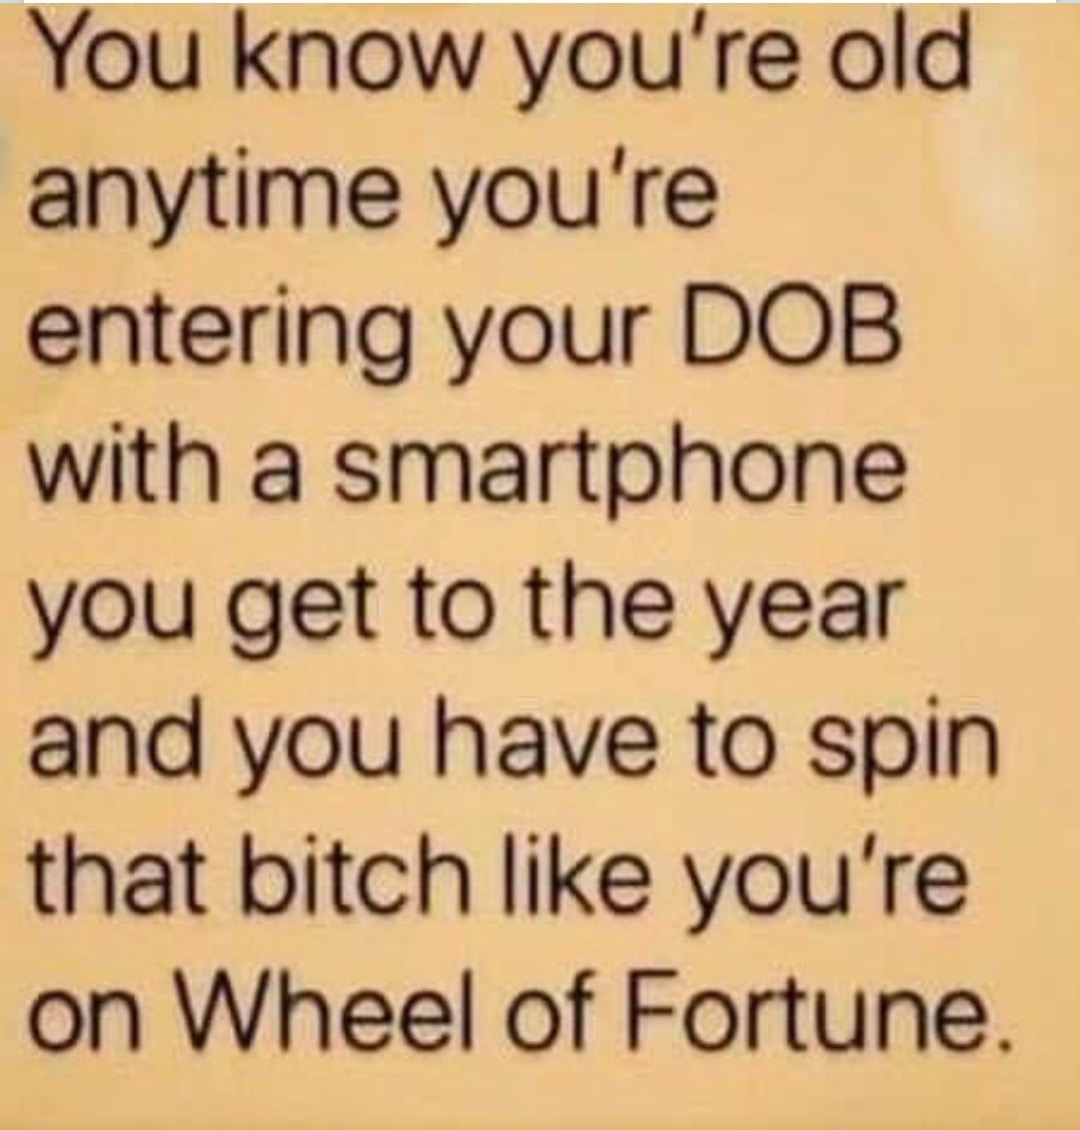 You know you're old
anytime you're
entering your DOB
with a smartphone
you get to the year
and you have to spin
that bitch like you're
on Wheel of Fortune.